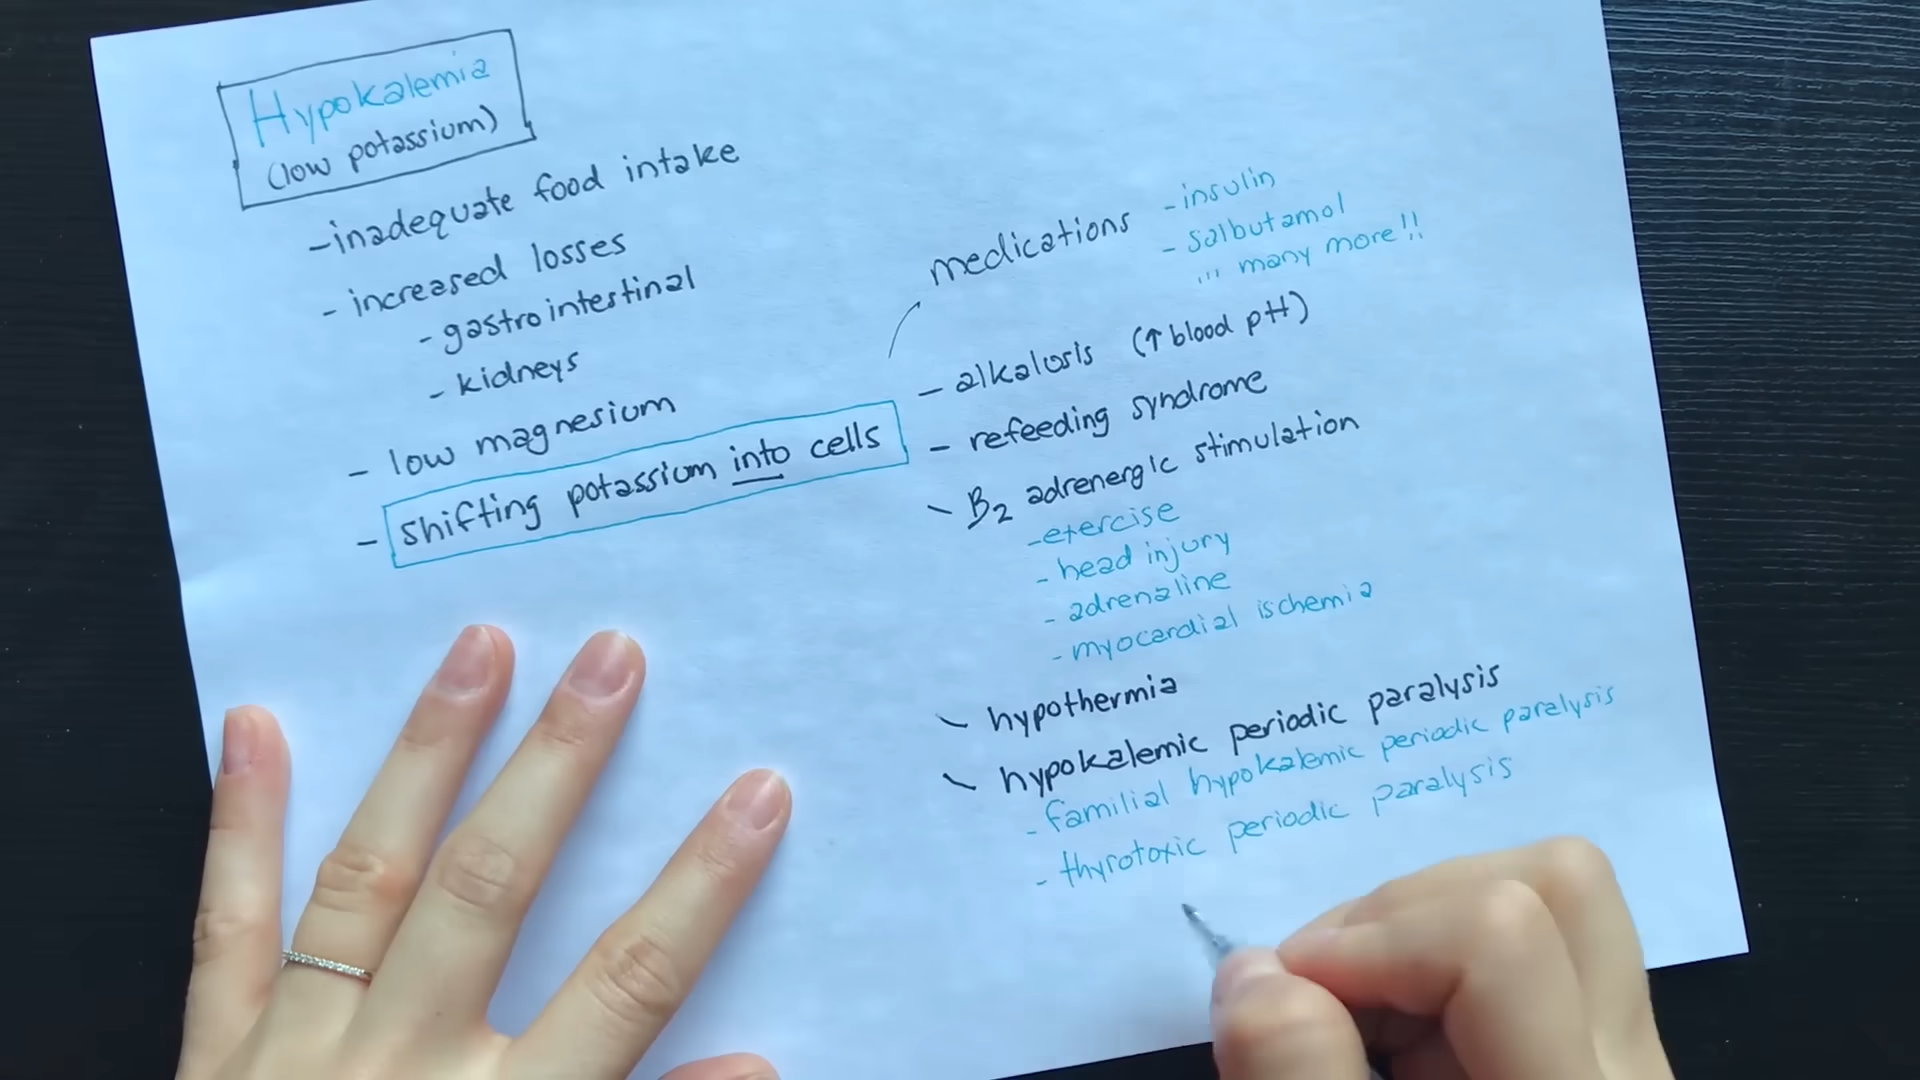 Hypokalemia
(low potassium)
- inadequate food intake
- increased losses
- gastrointestinal
- kidneys
- low magnesium
- shifting potassium into cells
medications
- insulin
- salbutamol
... many more!!
- alkalosis (↑ blood pH)
- refeeding syndrome
- B2 adrenergic stimulation
- exercise
- head injury
- adrenaline
- myocardial ischemia
- hypothermia
- hypokalemic periodic paralysis
- familial hypokalemic periodic paralysis
- thyrotoxic periodic paralysis